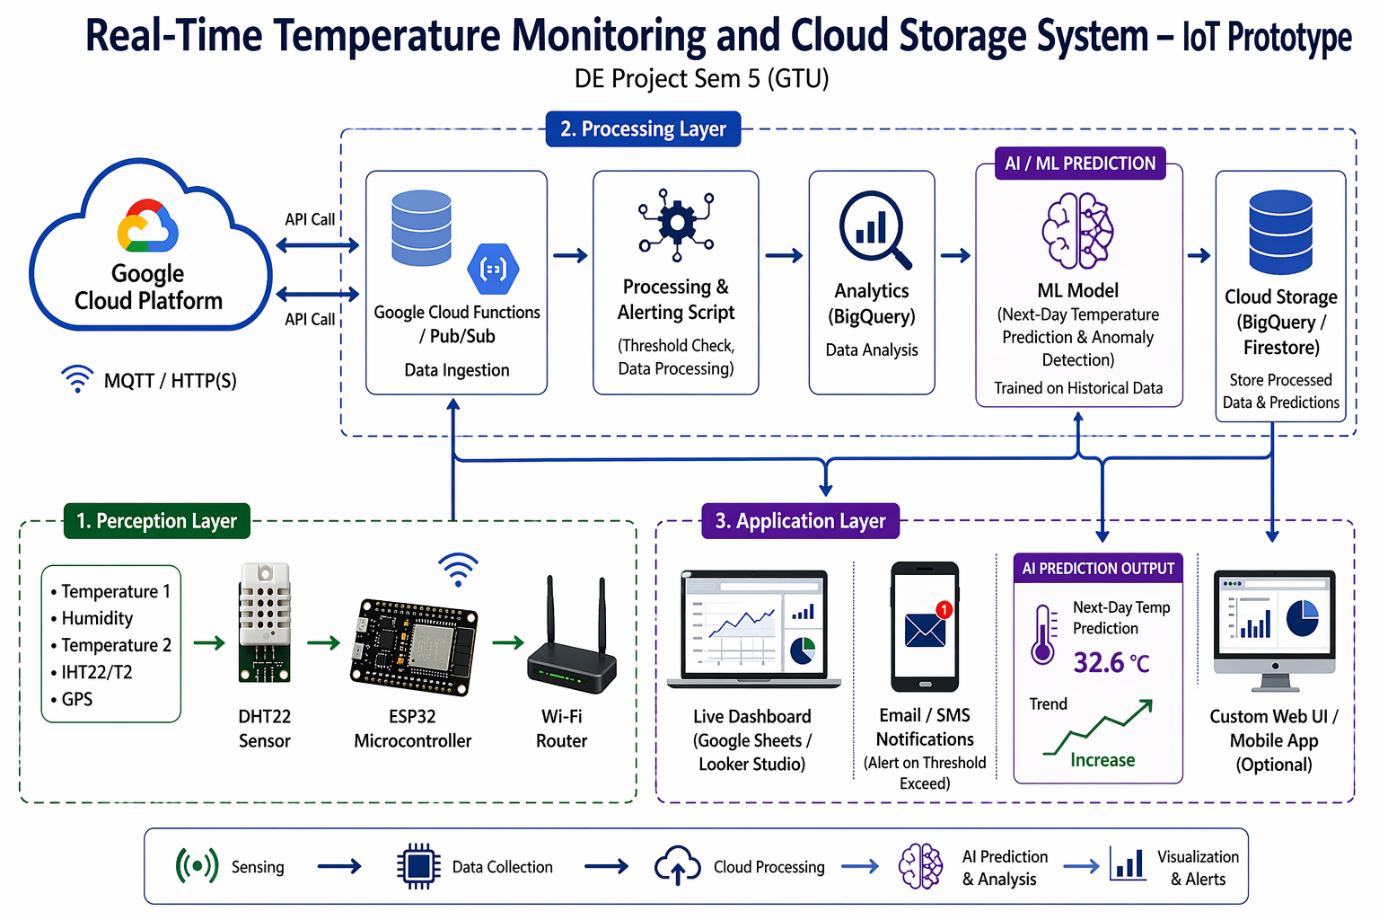 Real-Time Temperature Monitoring and Cloud Storage System – IoT Prototype
DE Project Sem 5 (GTU)
2. Processing Layer
Google
Cloud Platform
MQTT / HTTP(S)
API Call
API Call
Google Cloud Functions
/ Pub/Sub
Data Ingestion
Processing &
Alerting Script
(Threshold Check,
Data Processing)
Analytics
(BigQuery)
Data Analysis
AI / ML PREDICTION
ML Model
(Next-Day Temperature
Prediction & Anomaly
Detection)
Trained on Historical Data
Cloud Storage
(BigQuery /
Firestore)
Store Processed
Data & Predictions
1. Perception Layer
• Temperature 1
• Humidity
• Temperature 2
• IHT22/T2
• GPS
DHT22
Sensor
ESP32
Microcontroller
Wi-Fi
Router
3. Application Layer
Live Dashboard
(Google Sheets /
Looker Studio)
1
Email / SMS
Notifications
(Alert on Threshold
Exceed)
AI PREDICTION OUTPUT
Next-Day Temp
Prediction
32.6 °C
Trend
Increase
Custom Web UI /
Mobile App
(Optional)
Sensing
Data Collection
Cloud Processing
AI Prediction
& Analysis
Visualization
& Alerts